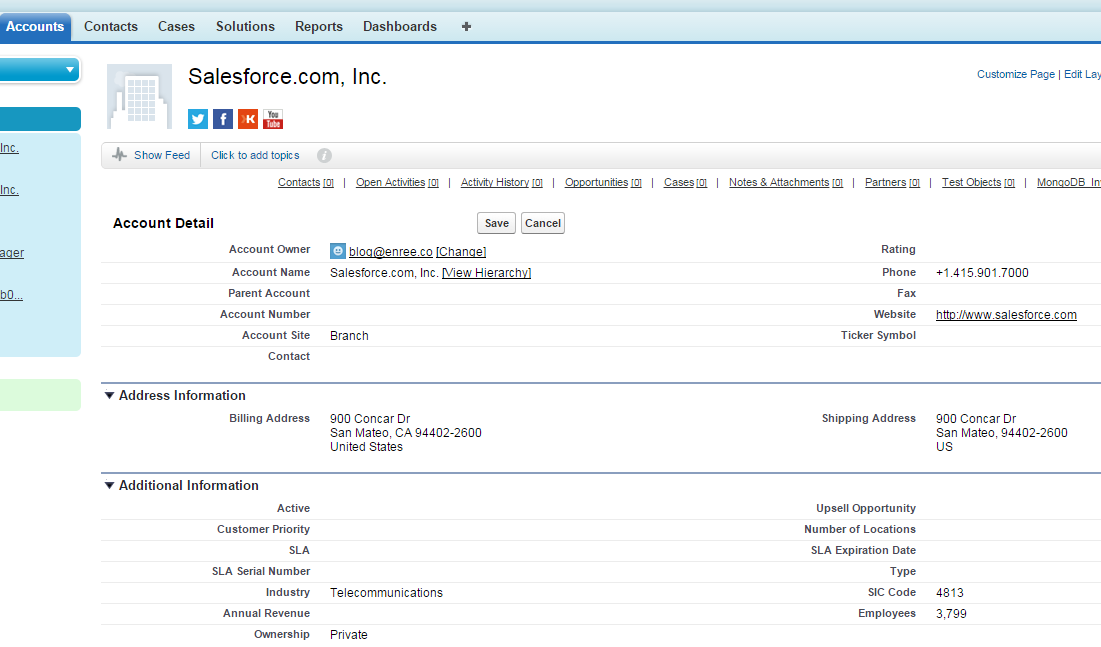 Accounts Contacts Cases Solutions Reports Dashboards +
Salesforce.com, Inc.
Customize Page | Edit Lay
f K You Tube
Inc.
Show Feed Click to add topics i
Inc.
Contacts [0] | Open Activities [0] | Activity History [0] | Opportunities [0] | Cases [0] | Notes & Attachments [0] | Partners [0] | Test Objects [0] | MongoDB_In
Account Detail Save Cancel
ager
Account Owner blog@enree.co [Change] Rating
Account Name Salesforce.com, Inc. [View Hierarchy] Phone +1.415.901.7000
b0...
Parent Account Fax
Account Number Website http://www.salesforce.com
Account Site Branch Ticker Symbol
Contact
Address Information
Billing Address 900 Concar Dr Shipping Address 900 Concar Dr
San Mateo, CA 94402-2600 San Mateo, 94402-2600
United States US
Additional Information
Active Upsell Opportunity
Customer Priority Number of Locations
SLA SLA Expiration Date
SLA Serial Number Type
Industry Telecommunications SIC Code 4813
Annual Revenue Employees 3,799
Ownership Private